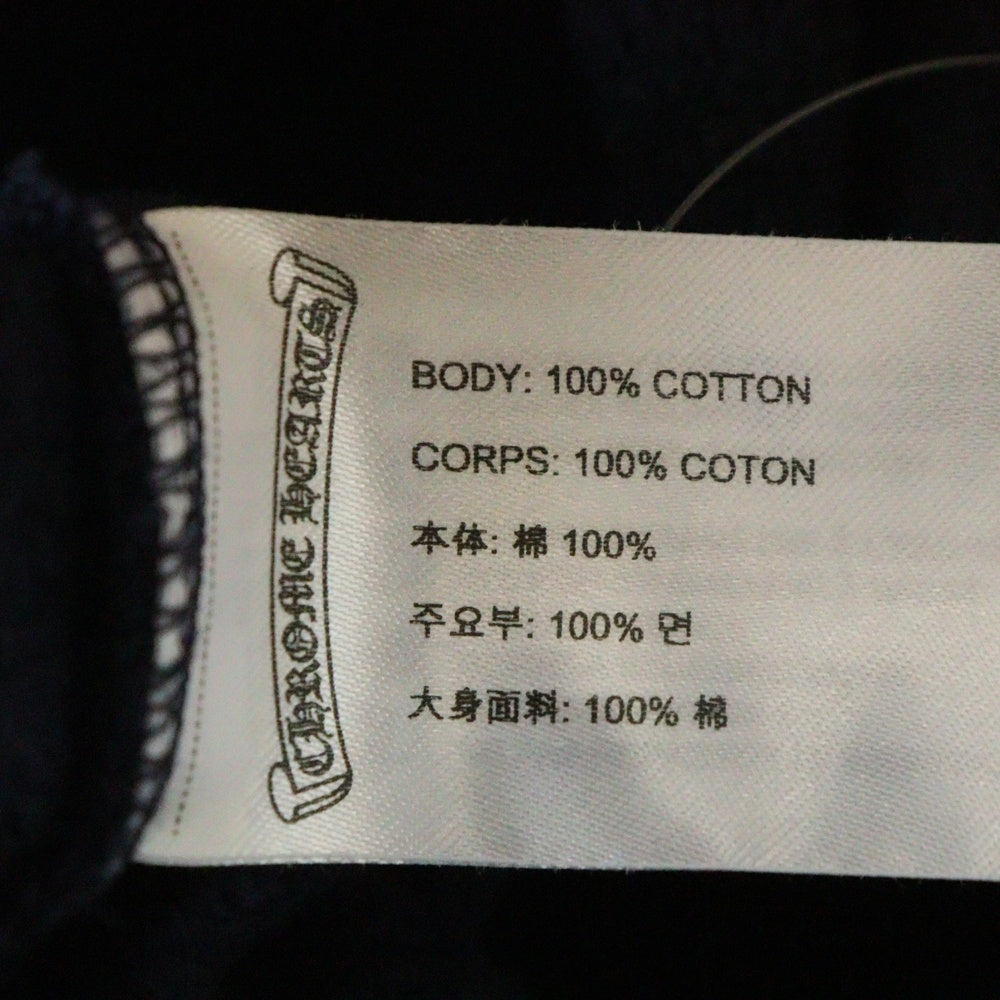 CHROME HEARTS
BODY: 100% COTTON
CORPS: 100% COTON
本体: 棉 100%
주요부: 100% 면
大身面料: 100% 棉